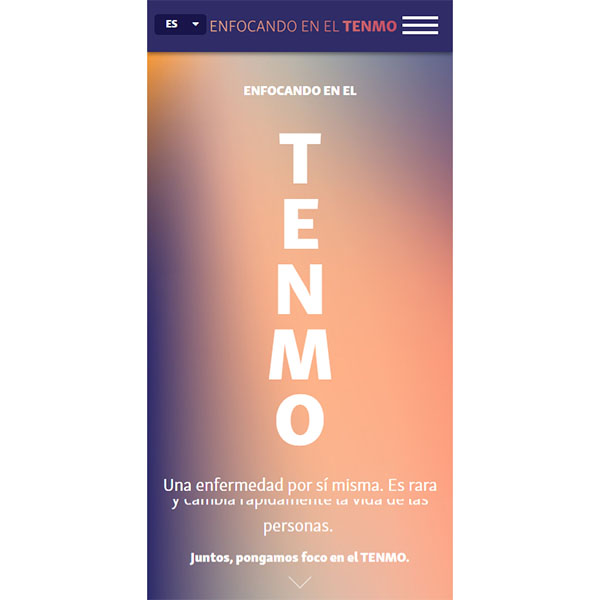 ES
ENFOCANDO EN EL TENMO
ENFOCANDO EN EL
T
E
N
M
O
Una enfermedad por sí misma. Es rara
y cambia rápidamente la vida de las
personas.
Juntos, pongamos foco en el TENMO.